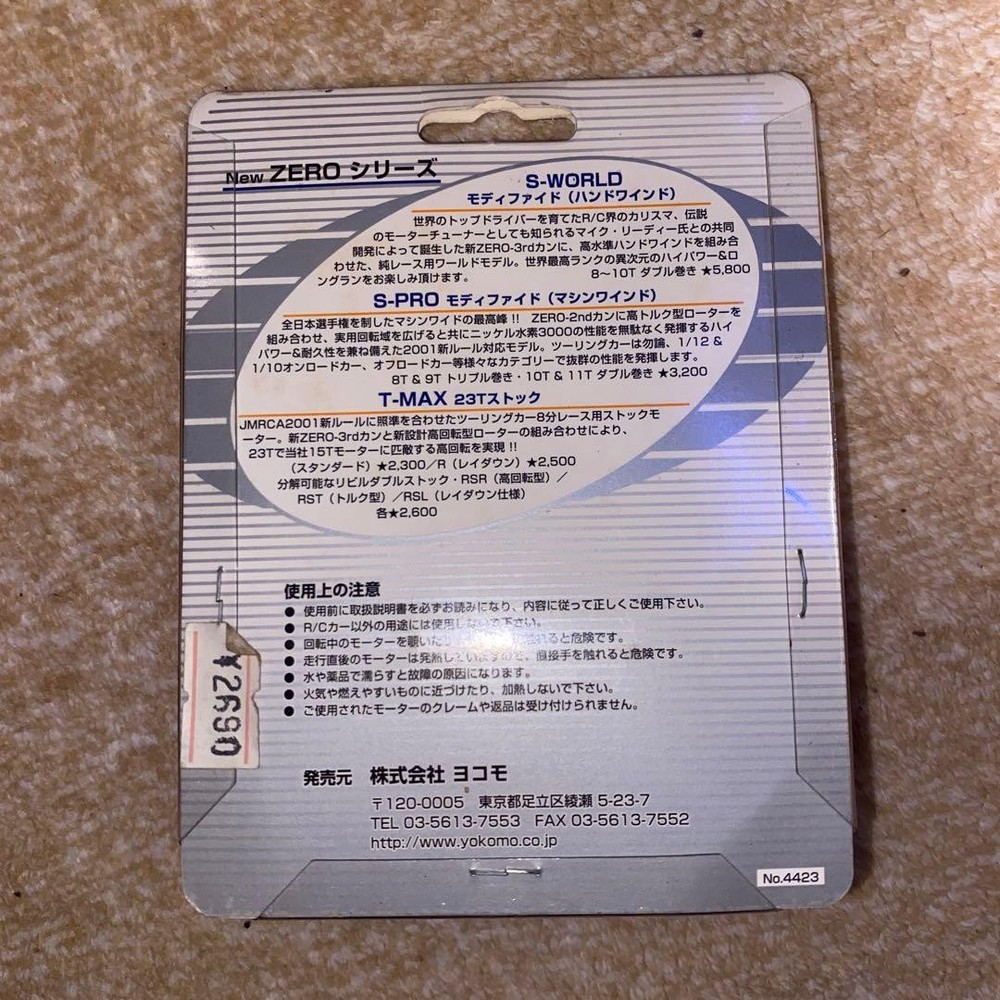 New ZERO シリーズ
S-WORLD
モディファイド（ハンドワインド）
世界のトップドライバーを育てたR/C界のカリスマ、伝説
のモーターチューナーとしても知られるマイク・リーディー氏との共同
開発によって誕生した新ZERO-3rdカンに、高水準ハンドワインドを組み合
わせた、純レース用ワールドモデル。世界最高ランクの異次元のハイパワー&ロ
ングランをお楽しみ頂けます。 8〜10T ダブル巻き ★5,800
S-PRO モディファイド（マシンワインド）
全日本選手権を制したマシンワイドの最高峰!! ZERO-2ndカンに高トルク型ローターを
組み合わせ、実用回転域を広げると共にニッケル水素3000の性能を無駄なく発揮するハイ
パワー&耐久性を兼ね備えた2001新ルール対応モデル。ツーリングカーは勿論、1/12 &
1/10オンロードカー、オフロードカー等様々なカテゴリーで抜群の性能を発揮します。
8T & 9T トリプル巻き・10T & 11T ダブル巻き ★3,200
T-MAX 23Tストック
JMRCA2001新ルールに照準を合わせたツーリングカー8分レース用ストックモ
ーター。新ZERO-3rdカンと新設計高回転型ローターの組み合わせにより、
23Tで当社15Tモーターに匹敵する高回転を実現!!
（スタンダード）★2,300/R（レイダウン）★2,500
分解可能なリビルダブルストック・RSR（高回転型）／
RST（トルク型）／RSL（レイダウン仕様）
各★2,600
使用上の注意
● 使用前に取扱説明書を必ずお読みになり、内容に従って正しくご使用下さい。
● R/Cカー以外の用途には使用しないで下さい。
● 回転中のモーターを覗いた 触れると危険です。
● 走行直後のモーターは発熱していますので、直接手を触れると危険です。
● 水や薬品で濡らすと故障の原因になります。
● 火気や燃えやすいものに近づけたり、加熱しないで下さい。
● ご使用されたモーターのクレームや返品は受け付けられません。
¥2690
発売元 株式会社 ヨコモ
〒120-0005 東京都足立区綾瀬 5-23-7
TEL 03-5613-7553 FAX 03-5613-7552
http://www.yokomo.co.jp
No.4423